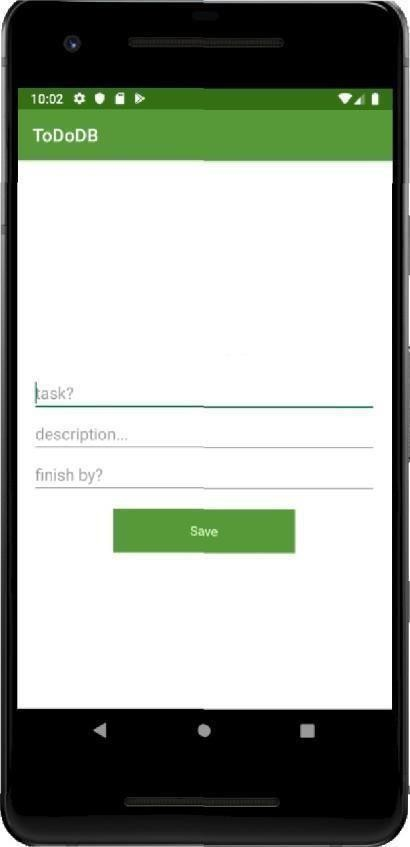 10:02
ToDoDB
task?
description...
finish by?
Save